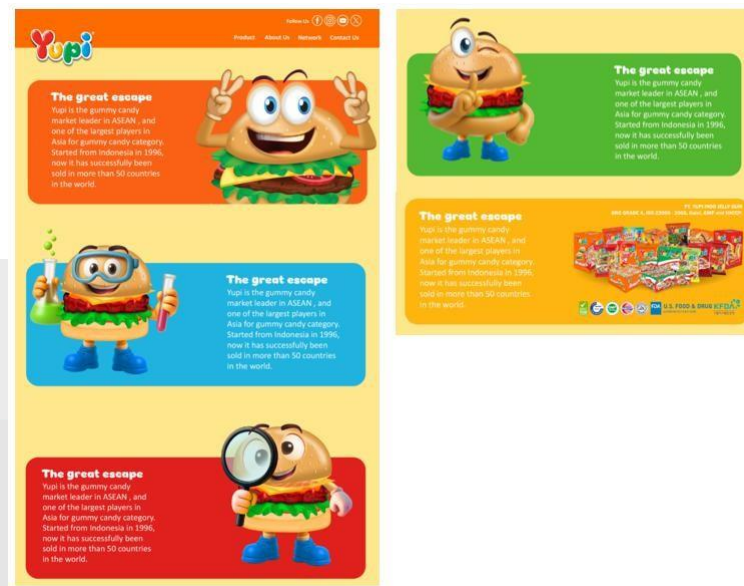 Follow Us
Yupi
Product About Us Network Contact Us
The great escape
Yupi is the gummy candy
market leader in ASEAN , and
one of the largest players in
Asia for gummy candy category.
Started from Indonesia in 1996,
now it has successfully been
sold in more than 50 countries
in the world.
The great escape
Yupi is the gummy candy
market leader in ASEAN , and
one of the largest players in
Asia for gummy candy category.
Started from Indonesia in 1996,
now it has successfully been
sold in more than 50 countries
in the world.
The great escape
Yupi is the gummy candy
market leader in ASEAN , and
one of the largest players in
Asia for gummy candy category.
Started from Indonesia in 1996,
now it has successfully been
sold in more than 50 countries
in the world.
The great escape
Yupi is the gummy candy
market leader in ASEAN , and
one of the largest players in
Asia for gummy candy category.
Started from Indonesia in 1996,
now it has successfully been
sold in more than 50 countries
in the world.
PT. YUPI INDO JELLY GUM
The great escape
Yupi is the gummy candy
market leader in ASEAN , and
one of the largest players in
Asia for gummy candy category.
Started from Indonesia in 1996,
now it has successfully been
sold in more than 50 countries
in the world.
FDA U.S. FOOD & DRUG KFDA